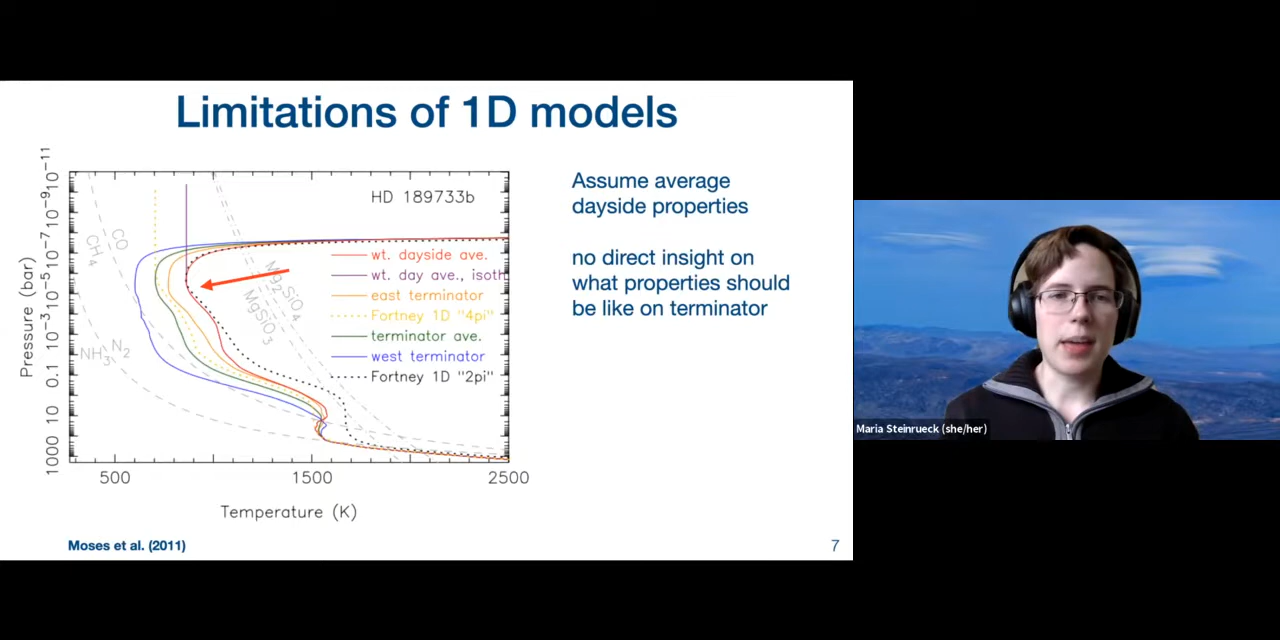 Limitations of 1D models
HD 189733b
Pressure (bar)
10⁻¹¹
10⁻⁹
10⁻⁷
10⁻⁵
10⁻³
0.1
10
1000
CO
CH₄
NH₃
N₂
Mg₂SiO₄
MgSiO₃
wt. dayside ave.
wt. day ave., isoth
east terminator
Fortney 1D "4pi"
terminator ave.
west terminator
Fortney 1D "2pi"
500
1500
2500
Temperature (K)
Assume average
dayside properties
no direct insight on
what properties should
be like on terminator
Moses et al. (2011)
7
Maria Steinrueck (she/her)